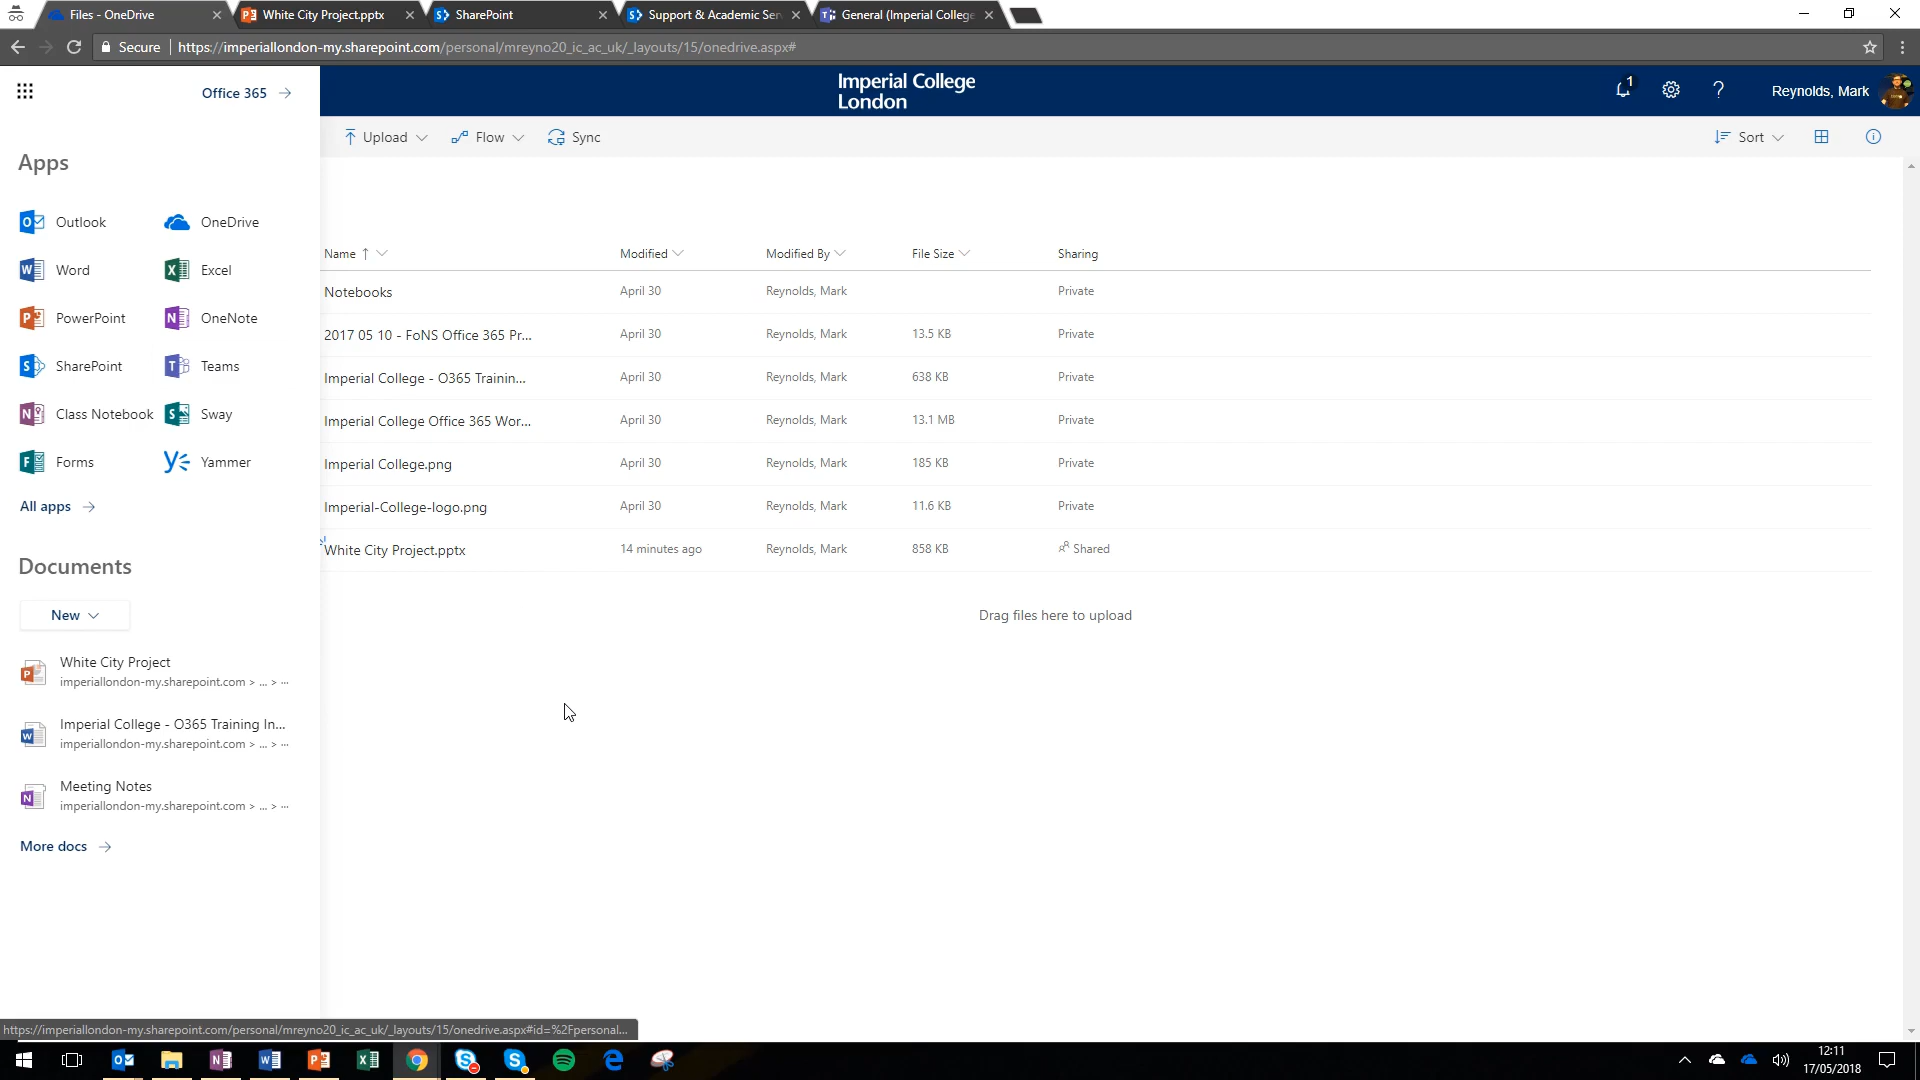 Files - OneDrive
White City Project.pptx
SharePoint
Support & Academic Ser
General (Imperial College
Secure
https://imperiallondon-my.sharepoint.com/personal/mreyno20_ic_ac_uk/_layouts/15/onedrive.aspx#
Office 365
Imperial College
London
1
?
Reynolds, Mark
Upload
Flow
Sync
Sort
Apps
Outlook
OneDrive
Word
Excel
PowerPoint
OneNote
SharePoint
Teams
Class Notebook
Sway
Forms
Yammer
All apps
Documents
New
White City Project
imperiallondon-my.sharepoint.com > ... > ...
Imperial College - O365 Training In...
imperiallondon-my.sharepoint.com > ... > ...
Meeting Notes
imperiallondon-my.sharepoint.com > ... > ...
More docs
Name Modified Modified By File Size Sharing
Notebooks April 30 Reynolds, Mark Private
2017 05 10 - FoNS Office 365 Pr... April 30 Reynolds, Mark 13.5 KB Private
Imperial College - O365 Trainin... April 30 Reynolds, Mark 638 KB Private
Imperial College Office 365 Wor... April 30 Reynolds, Mark 13.1 MB Private
Imperial College.png April 30 Reynolds, Mark 185 KB Private
Imperial-College-logo.png April 30 Reynolds, Mark 11.6 KB Private
White City Project.pptx 14 minutes ago Reynolds, Mark 858 KB Shared
Drag files here to upload
https://imperiallondon-my.sharepoint.com/personal/mreyno20_ic_ac_uk/_layouts/15/onedrive.aspx#id=%2Fpersonal...
12:11
17/05/2018